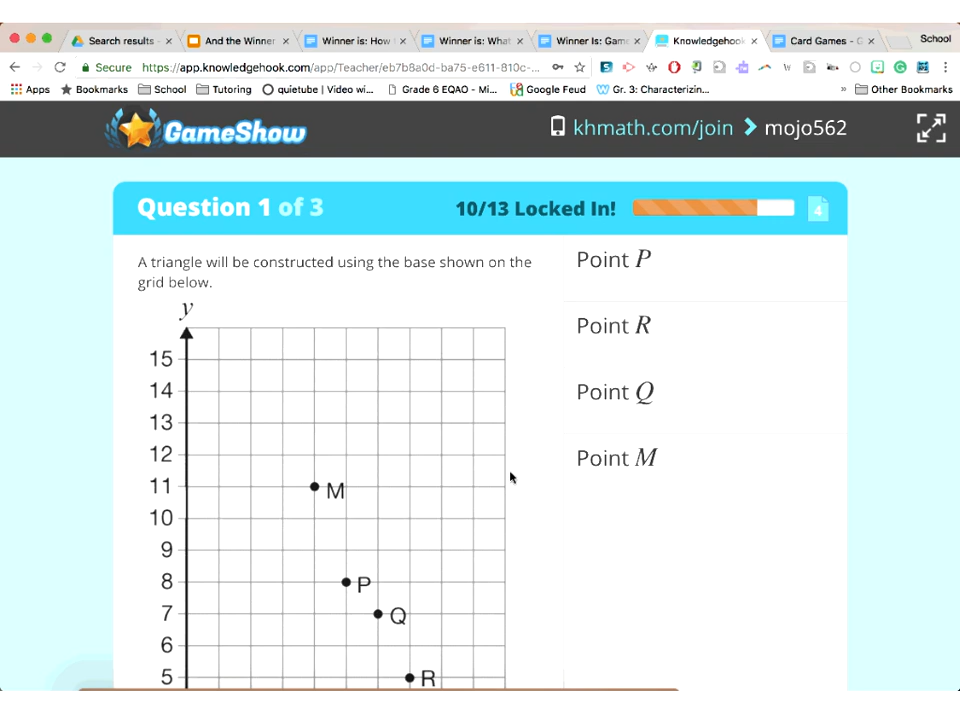 Search results -
And the Winner
Winner is: How
Winner is: What
Winner Is: Gam
Knowledgehook
Card Games - G
School
Secure https://app.knowledgehook.com/app/Teacher/eb7b8a0d-ba75-e611-810c-...
Apps Bookmarks School Tutoring quietube | Video wi... Grade 6 EQAO - Mi... Google Feud Gr. 3: Characterizin... » Other Bookmarks
GameShow
khmath.com/join mojo562
Question 1 of 3
10/13 Locked In!
4
A triangle will be constructed using the base shown on the
grid below.
y
15
14
13
12
11
M
10
9
8
P
7
Q
6
5
R
Point P
Point R
Point Q
Point M